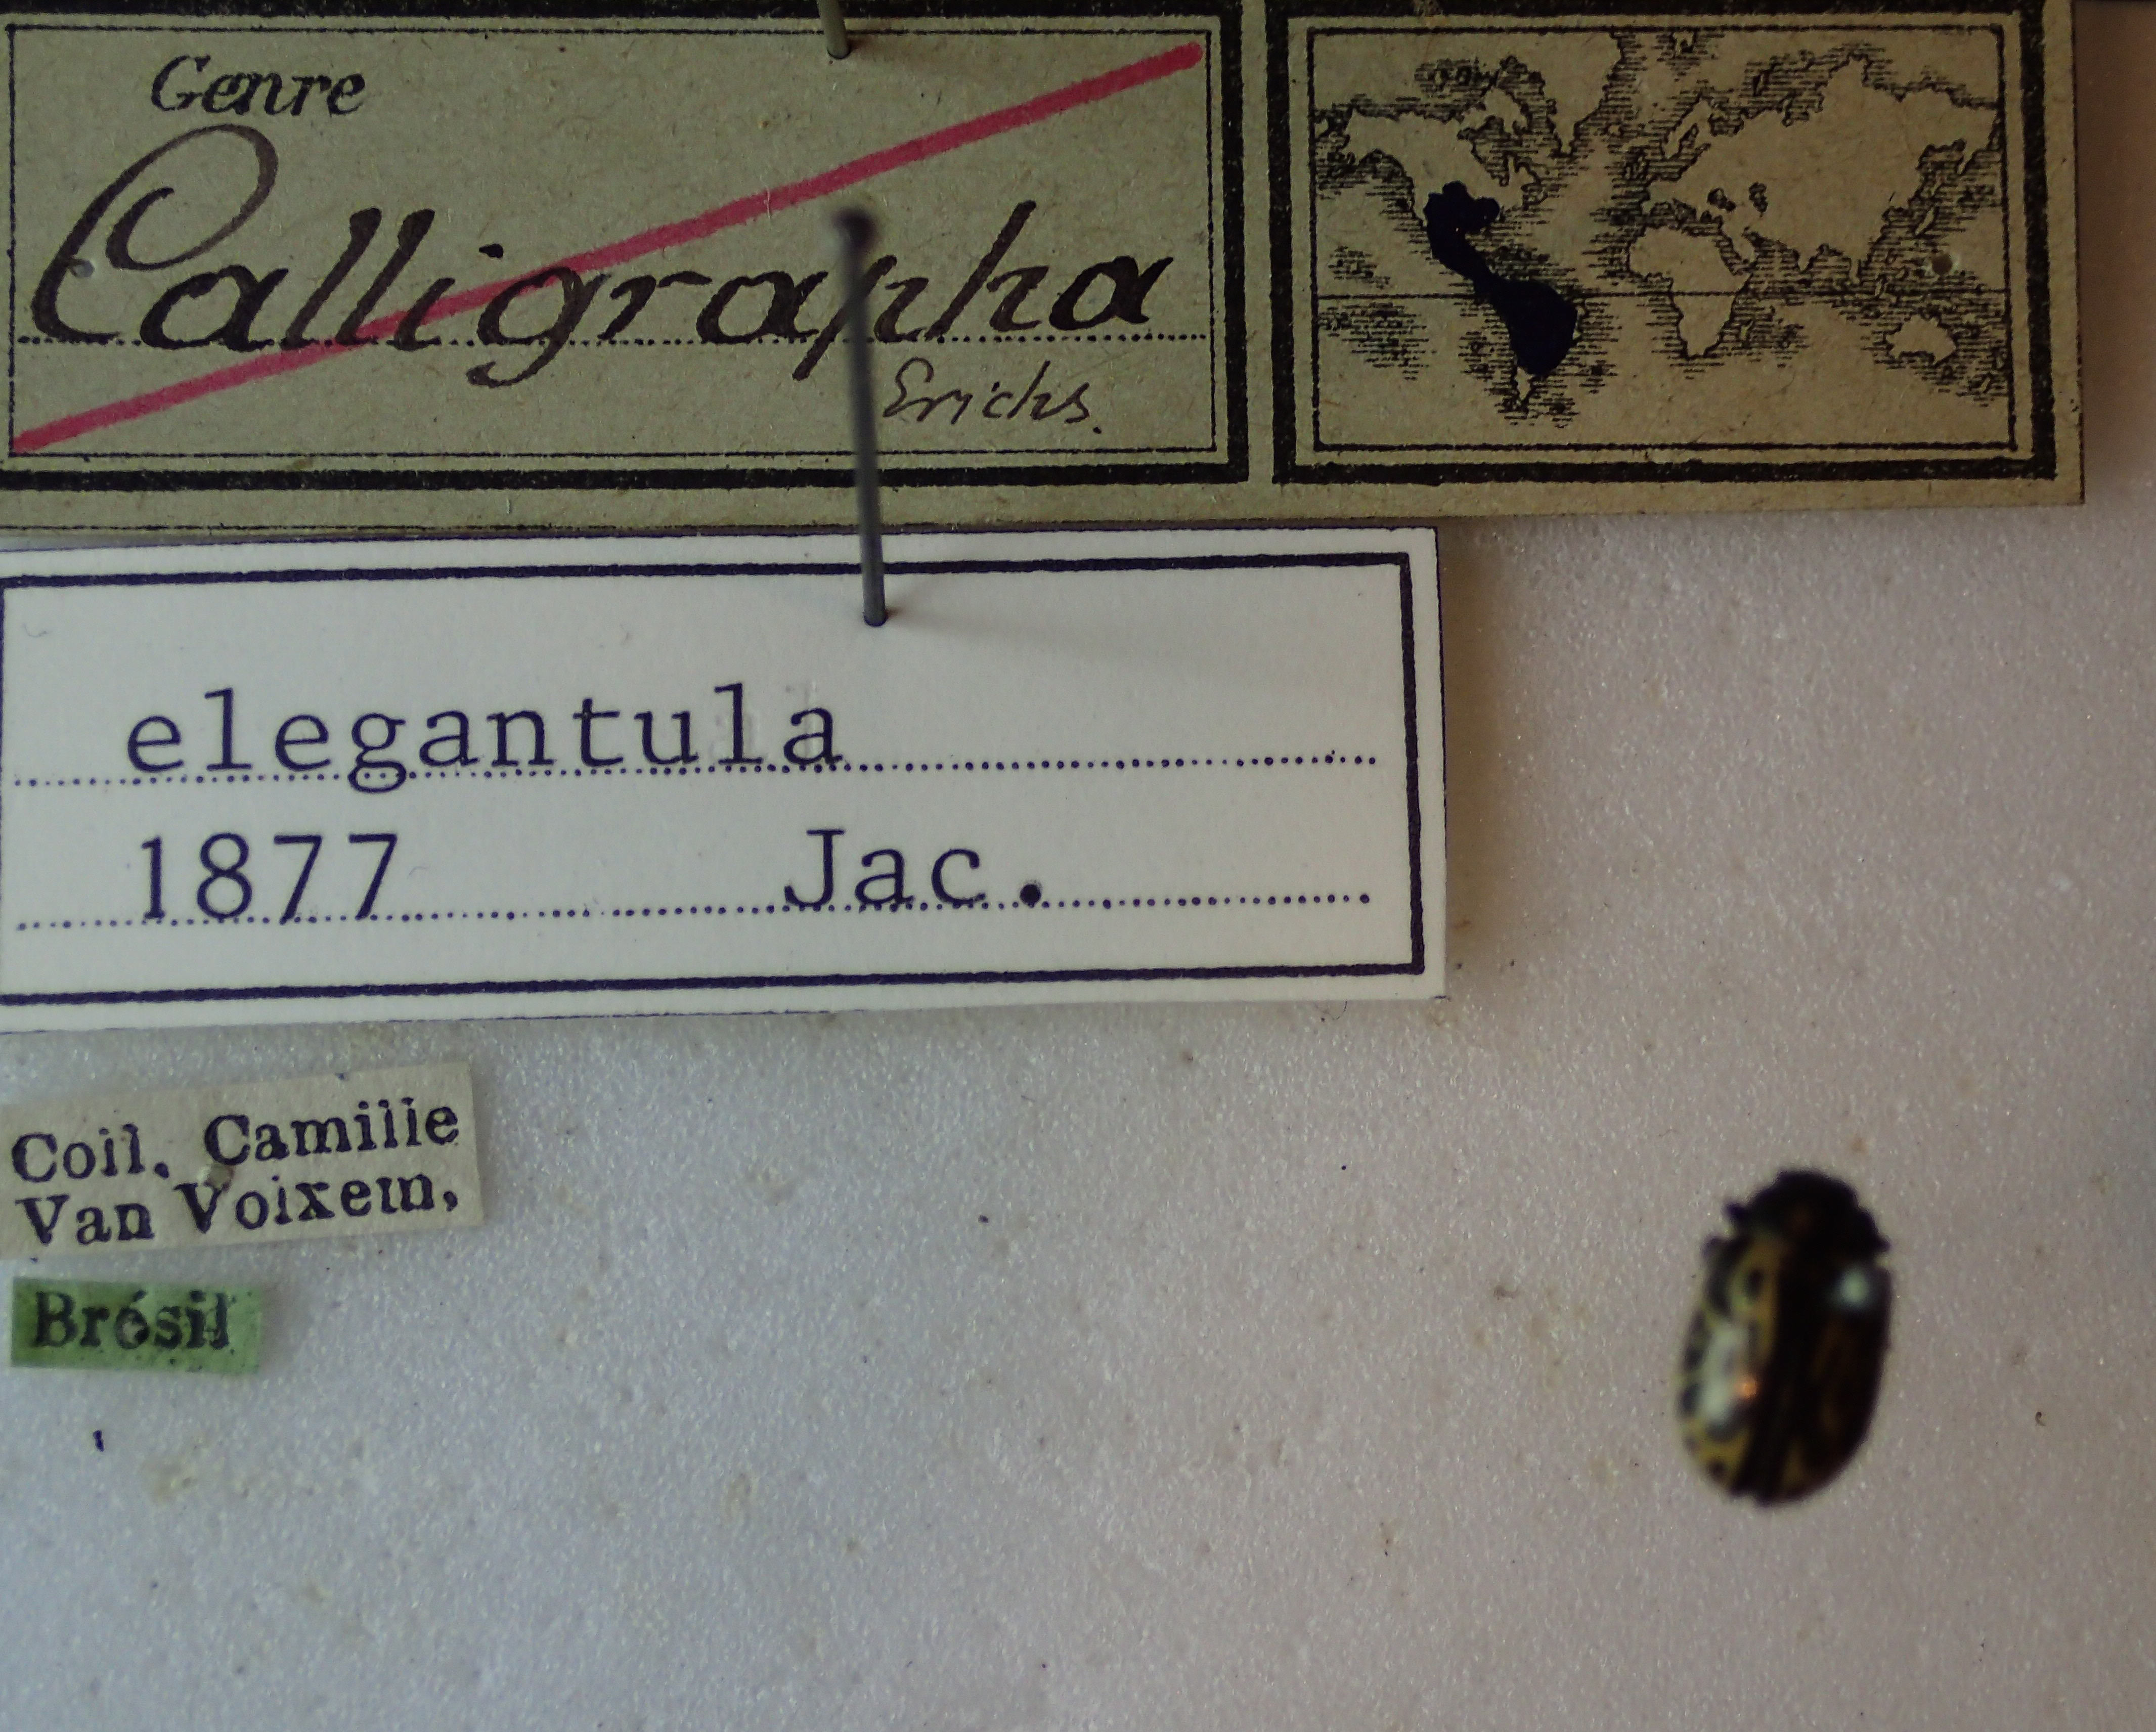 Genre
Calligrapha
Erichs.
elegantula
1877 Jac.
Coll. Camille
Van Volxem,
Brésil